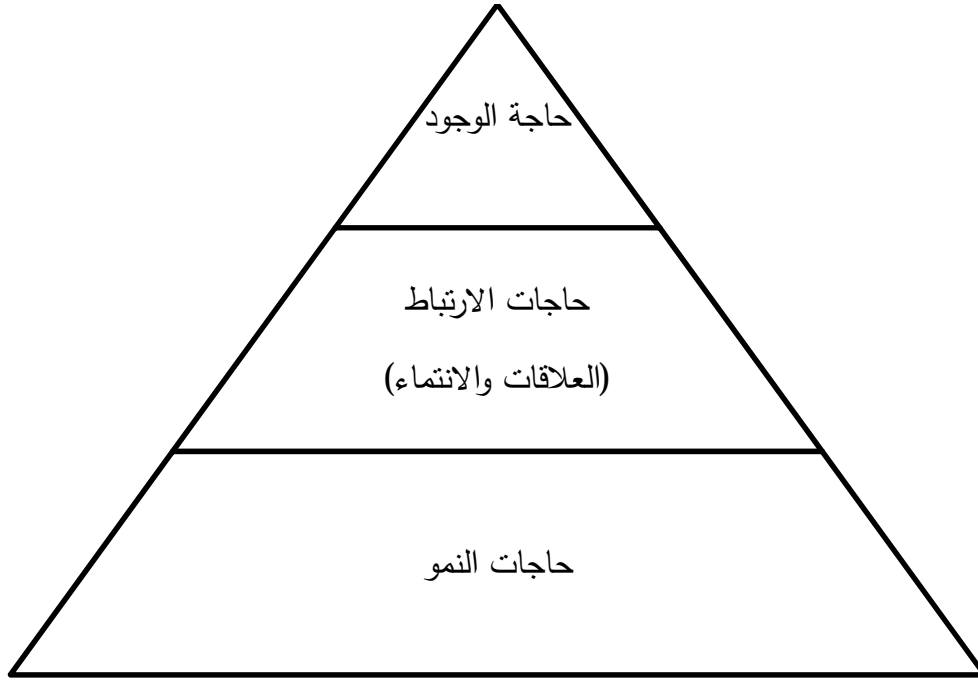 حاجة الوجود
حاجات الارتباط
(العلاقات والانتماء)
حاجات النمو